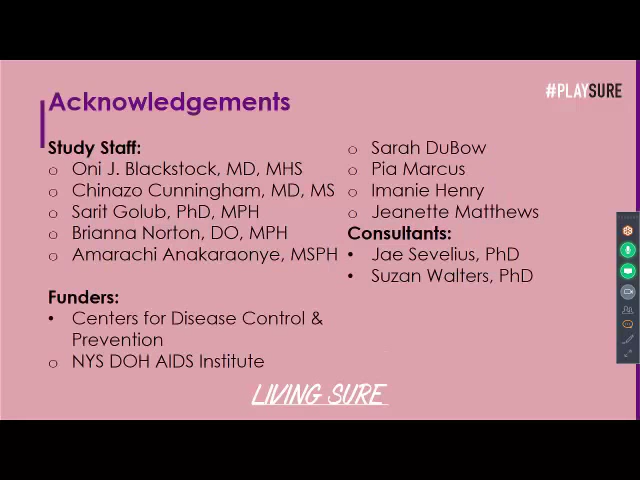 Acknowledgements
#PLAYSURE
Study Staff:
Oni J. Blackstock, MD, MHS
Chinazo Cunningham, MD, MS
Sarit Golub, PhD, MPH
Brianna Norton, DO, MPH
Amarachi Anakaraonye, MSPH
Funders:
Centers for Disease Control &
Prevention
NYS DOH AIDS Institute
Sarah DuBow
Pia Marcus
Imanie Henry
Jeanette Matthews
Consultants:
Jae Sevelius, PhD
Suzan Walters, PhD
LIVING SURE